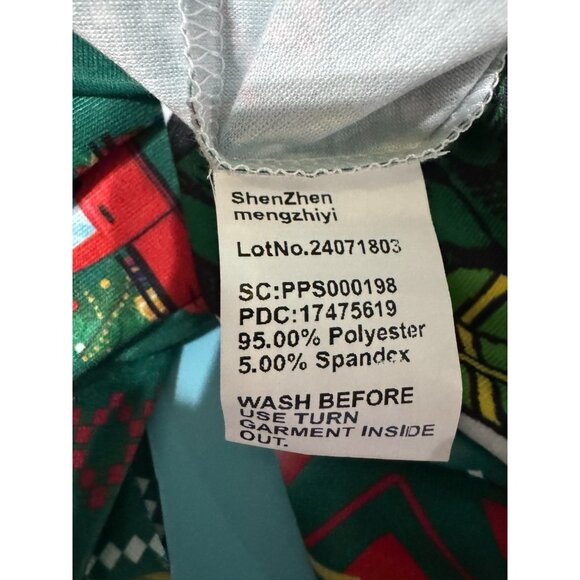 ShenZhen
mengzhiyi
LotNo.24071803
SC:PPS000198
PDC:17475619
95.00% Polyester
5.00% Spandex
WASH BEFORE
USE TURN
GARMENT INSIDE
OUT.